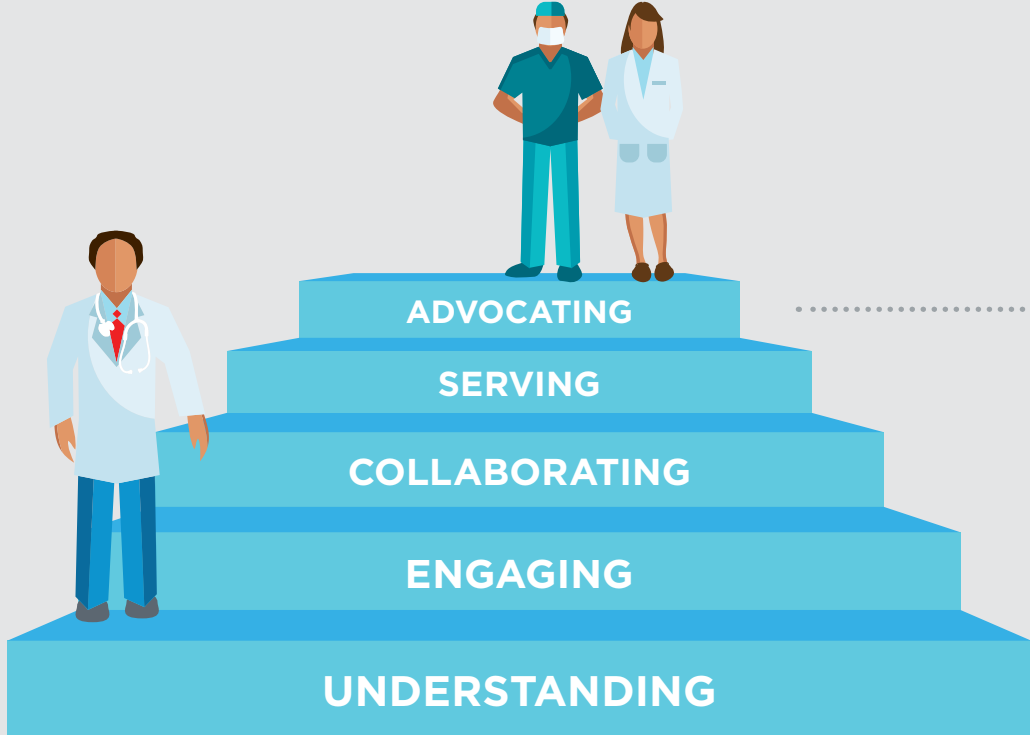 ADVOCATING
SERVING
COLLABORATING
ENGAGING
UNDERSTANDING